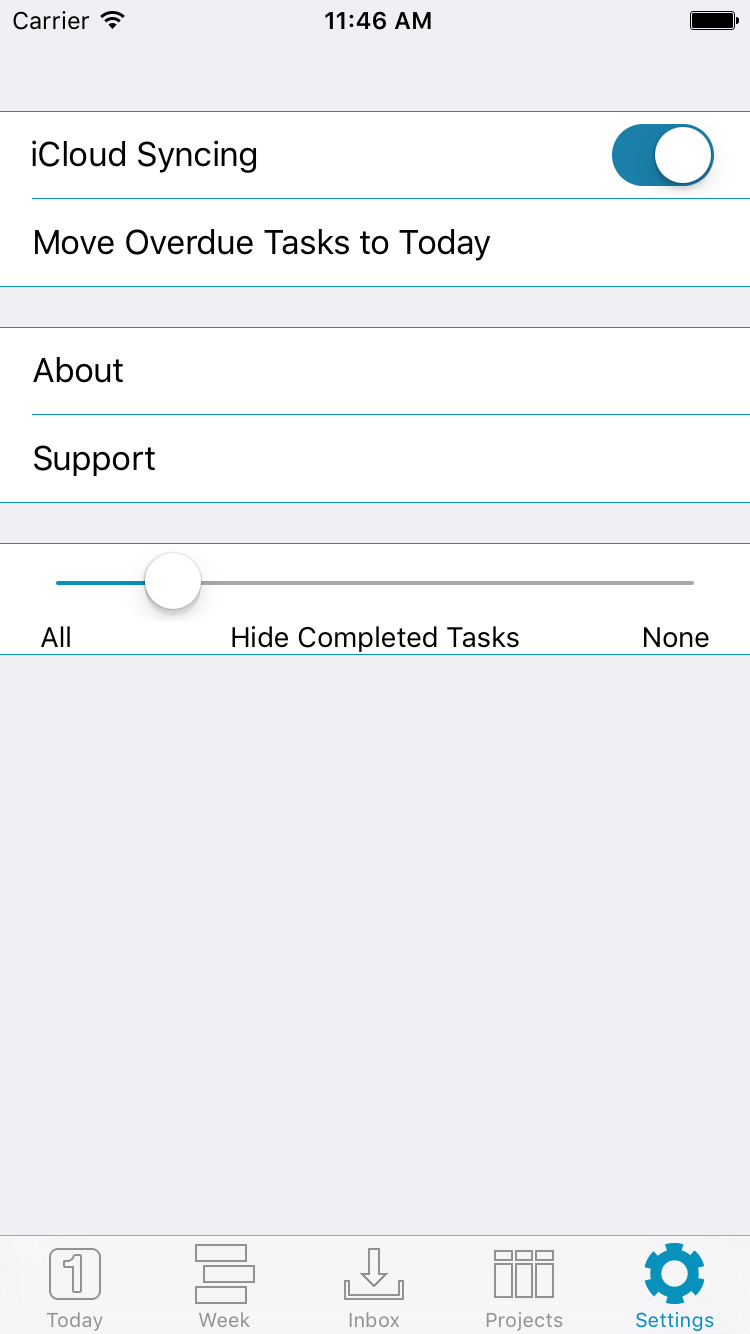 Carrier 11:46 AM
iCloud Syncing
Move Overdue Tasks to Today
About
Support
All Hide Completed Tasks None
1
Today Week Inbox Projects Settings